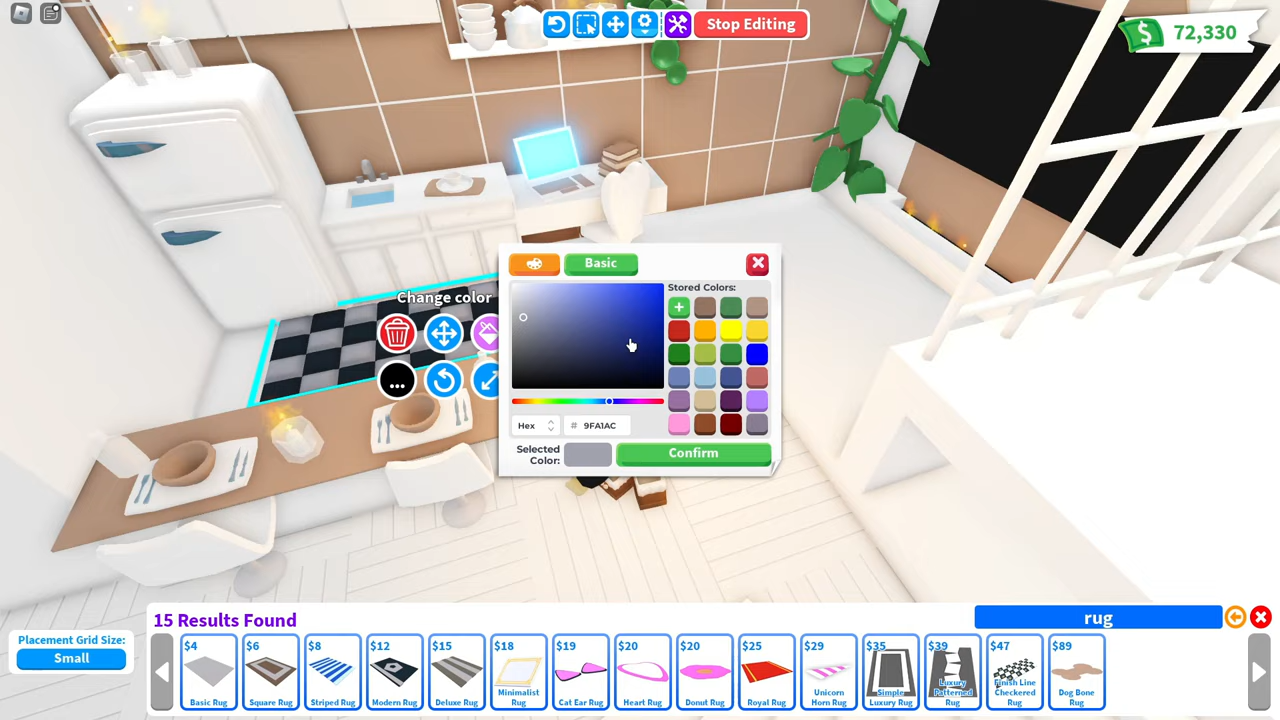 Stop Editing
$ 72,330
Basic
Stored Colors:
+
Change color
...
Hex
# 9FA1AC
Selected
Color:
Confirm
15 Results Found
rug
Placement Grid Size:
Small
$4
Basic Rug
$6
Square Rug
$8
Striped Rug
$12
Modern Rug
$15
Deluxe Rug
$18
Minimalist
Rug
$19
Cat Ear Rug
$20
Heart Rug
$20
Donut Rug
$25
Royal Rug
$29
Unicorn
Horn Rug
$35
Simple
Luxury Rug
$39
Luxury
Patterned
Rug
$47
Finish Line
Checkered
Rug
$89
Dog Bone
Rug